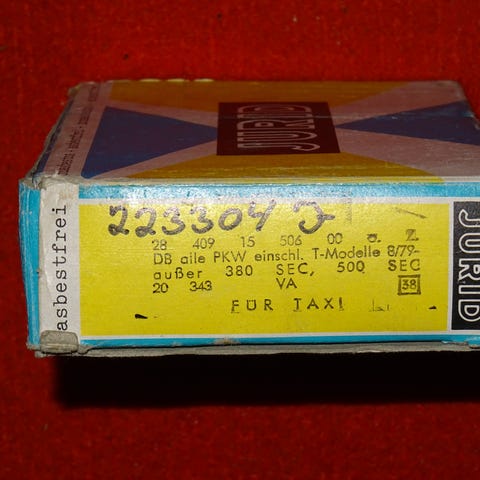 JURID
asbestfrei
223304 J
28 409 15 506 00 o. Z.
DB alle PKW einschl. T-Modelle 8/79-
außer 380 SEC, 500 SEC
20 343 VA 38
FÜR TAXI
JURID